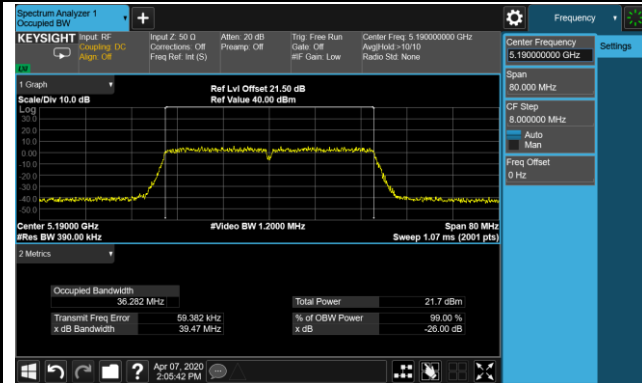 Spectrum Analyzer 1
Occupied BW
Frequency
KEYSIGHT
Input: RF
Coupling: DC
Align: Off
Input Z: 50 Ω
Corrections: Off
Freq Ref: Int (S)
Atten: 20 dB
Preamp: Off
Trig: Free Run
Gate: Off
#IF Gain: Low
Center Freq: 5.190000000 GHz
Avg|Hold:>10/10
Radio Std: None
Center Frequency
5.190000000 GHz
Settings
Span
80.000 MHz
CF Step
8.000000 MHz
Auto
Man
Freq Offset
0 Hz
1 Graph
Scale/Div 10.0 dB
Ref Lvl Offset 21.50 dB
Ref Value 40.00 dBm
Log
30.0
20.0
10.0
0.00
-10.0
-20.0
-30.0
-40.0
-50.0
Center 5.19000 GHz
#Video BW 1.2000 MHz
Span 80 MHz
#Res BW 390.00 kHz
Sweep 1.07 ms (2001 pts)
2 Metrics
Occupied Bandwidth
36.282 MHz
Total Power 21.7 dBm
Transmit Freq Error 59.382 kHz
% of OBW Power 99.00 %
x dB Bandwidth 39.47 MHz
x dB -26.00 dB
Apr 07, 2020
2:05:42 PM